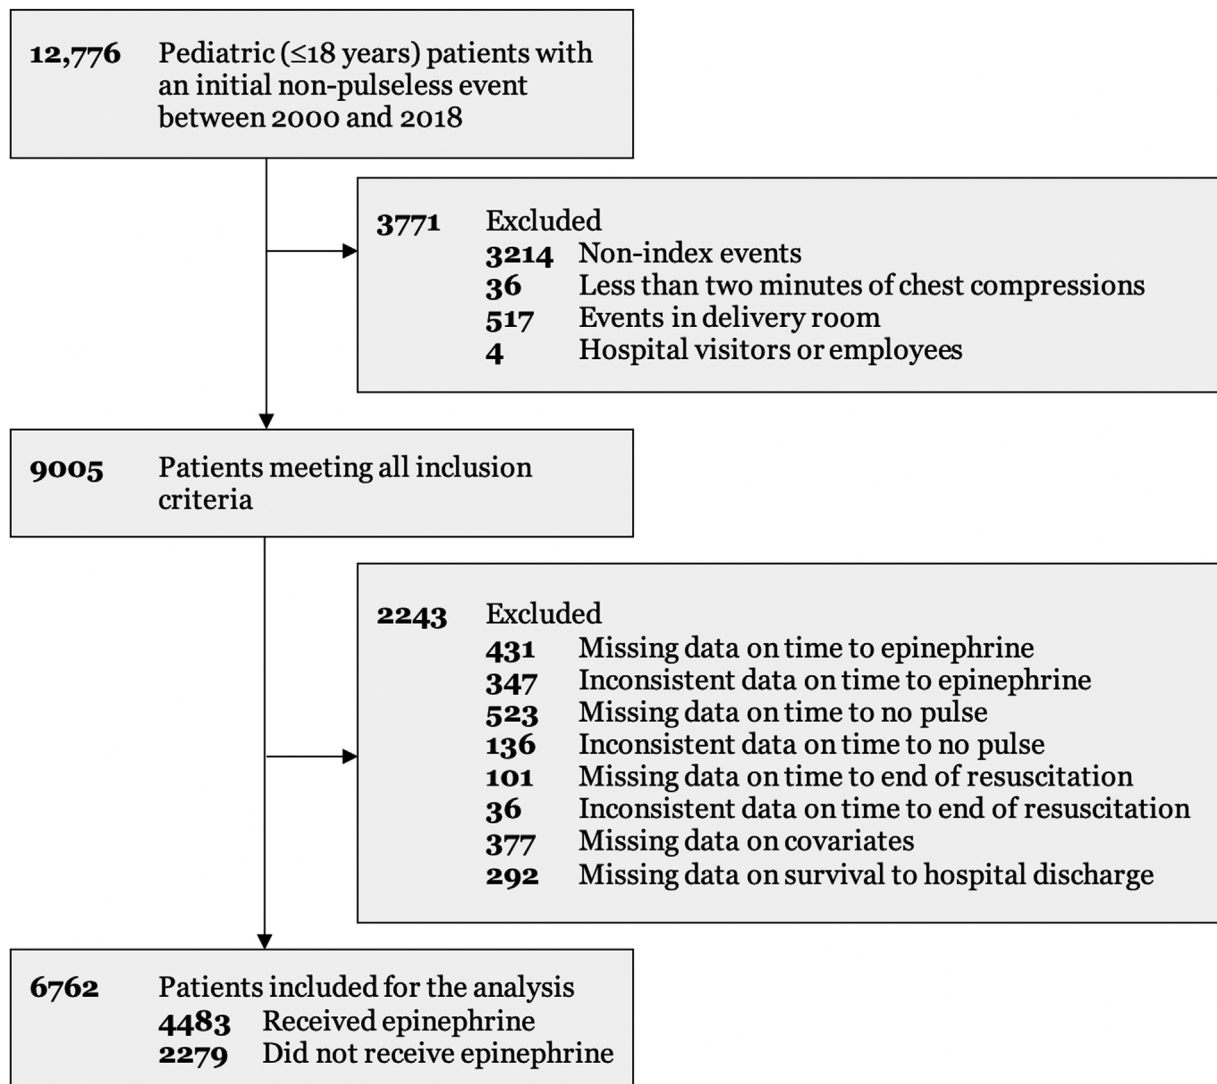 12,776 Pediatric (≤18 years) patients with
an initial non-pulseless event
between 2000 and 2018
3771 Excluded
3214 Non-index events
36 Less than two minutes of chest compressions
517 Events in delivery room
4 Hospital visitors or employees
9005 Patients meeting all inclusion
criteria
2243 Excluded
431 Missing data on time to epinephrine
347 Inconsistent data on time to epinephrine
523 Missing data on time to no pulse
136 Inconsistent data on time to no pulse
101 Missing data on time to end of resuscitation
36 Inconsistent data on time to end of resuscitation
377 Missing data on covariates
292 Missing data on survival to hospital discharge
6762 Patients included for the analysis
4483 Received epinephrine
2279 Did not receive epinephrine